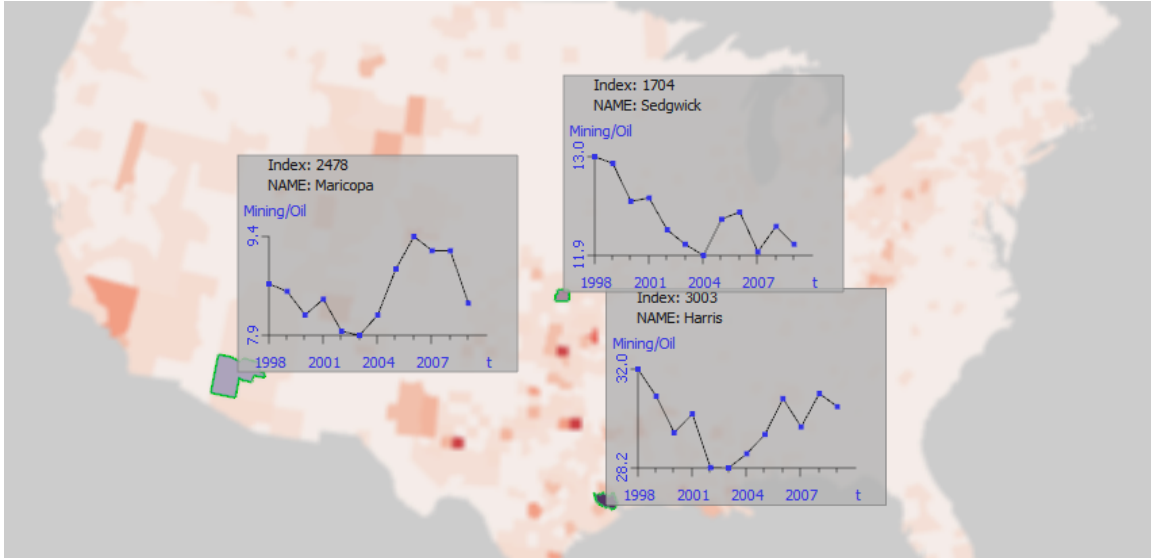 Index: 1704
NAME: Sedgwick
Mining/Oil
13.0
11.9
1998 2001 2004 2007 t
Index: 2478
NAME: Maricopa
Mining/Oil
9.4
7.9
1998 2001 2004 2007 t
Index: 3003
NAME: Harris
Mining/Oil
32.0
28.2
1998 2001 2004 2007 t